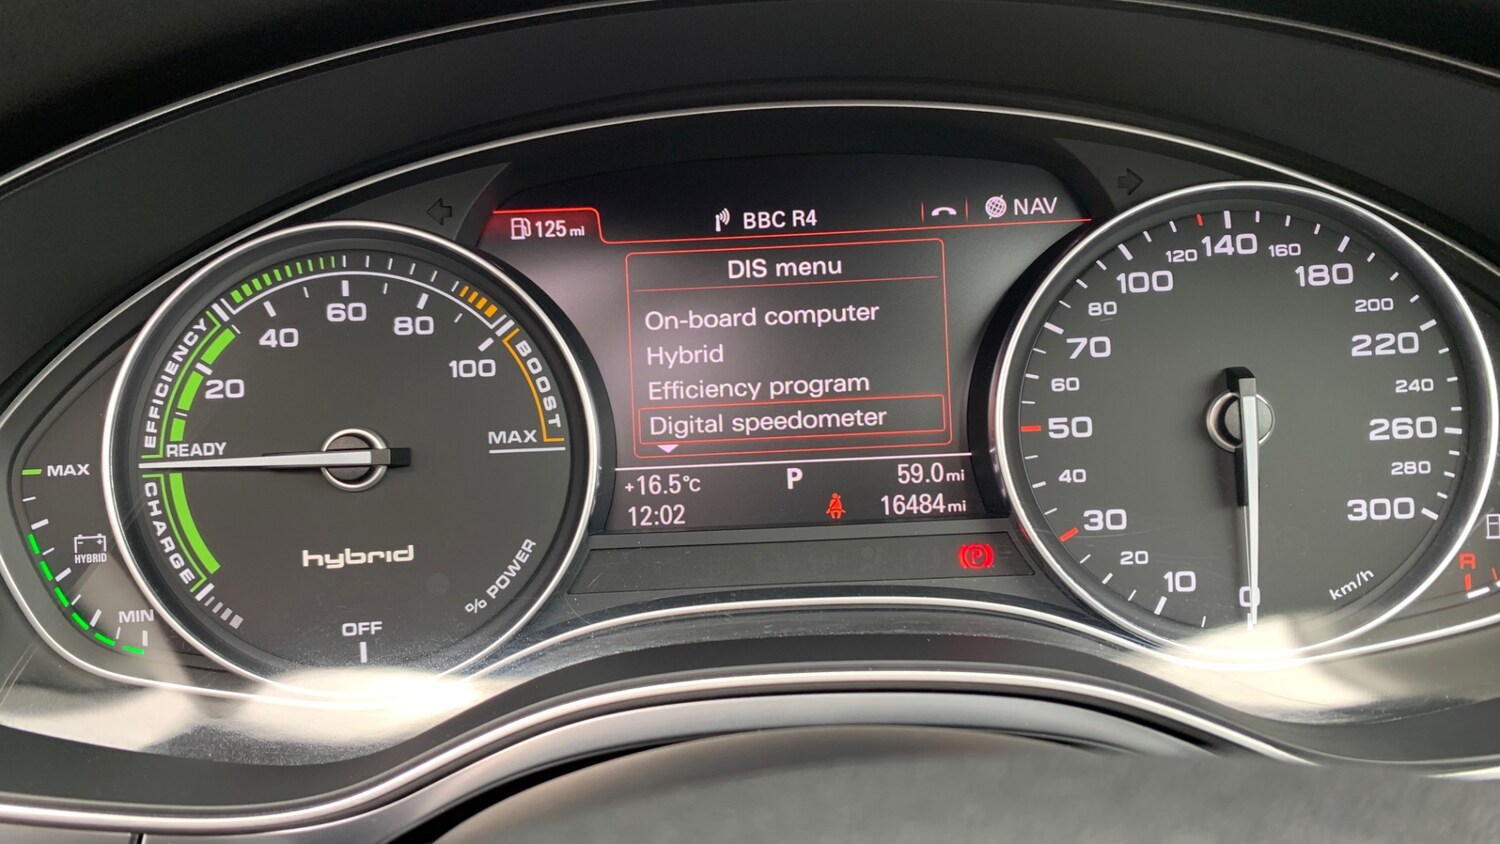 125 mi
BBC R4
NAV
DIS menu
On-board computer
Hybrid
Efficiency program
Digital speedometer
+16.5°C
P
59.0 mi
12:02
16484 mi
EFFICIENCY
READY
CHARGE
20
40
60
80
100
BOOST
MAX
hybrid
% POWER
OFF
MAX
HYBRID
MIN
0
10
20
30
40
50
60
70
80
100
120
140
160
180
200
220
240
260
280
300
km/h
(P)
R